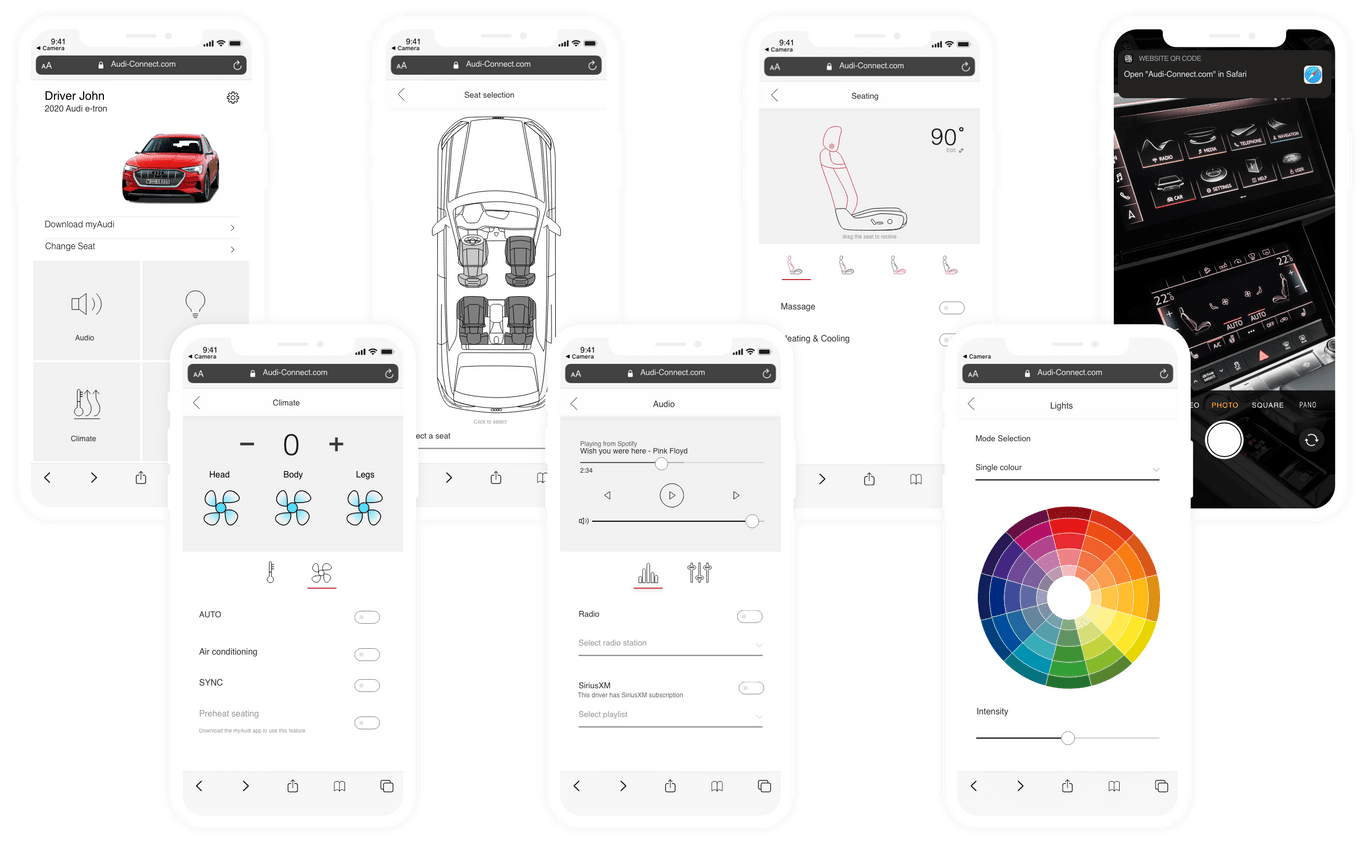 9:41
Camera
AA
Audi-Connect.com
Driver John
2020 Audi e-tron
Download myAudi
Change Seat
Audio
Climate
9:41
Camera
AA
Audi-Connect.com
Seat selection
Click to select
ect a seat
9:41
Camera
AA
Audi-Connect.com
Seating
90°
Edit
drag the seat to recline
Massage
Heating & Cooling
WEBSITE QR CODE
Open "Audi-Connect.com" in Safari
RADIO
MEDIA
TELEPHONE
NAVIGATION
CAR
SETTINGS
HELP
USER
22
22
AUTO
AUTO
A/C
OFF
drive select
EO
PHOTO
SQUARE
PANO
9:41
Camera
AA
Audi-Connect.com
Climate
− 0 +
Head
Body
Legs
AUTO
Air conditioning
SYNC
Preheat seating
Download the myAudi app to use this feature
9:41
Camera
AA
Audi-Connect.com
Audio
Playing from Spotify
Wish you were here - Pink Floyd
2:34
Radio
Select radio station
SiriusXM
This driver has SiriusXM subscription
Select playlist
Camera
AA
Audi-Connect.com
Lights
Mode Selection
Single colour
Intensity